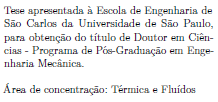 Tese apresentada à Escola de Engenharia de
São Carlos da Universidade de São Paulo,
para obtenção do título de Doutor em Ciên-
cias - Programa de Pós-Graduação em Enge-
nharia Mecânica.
Área de concentração: Térmica e Fluídos